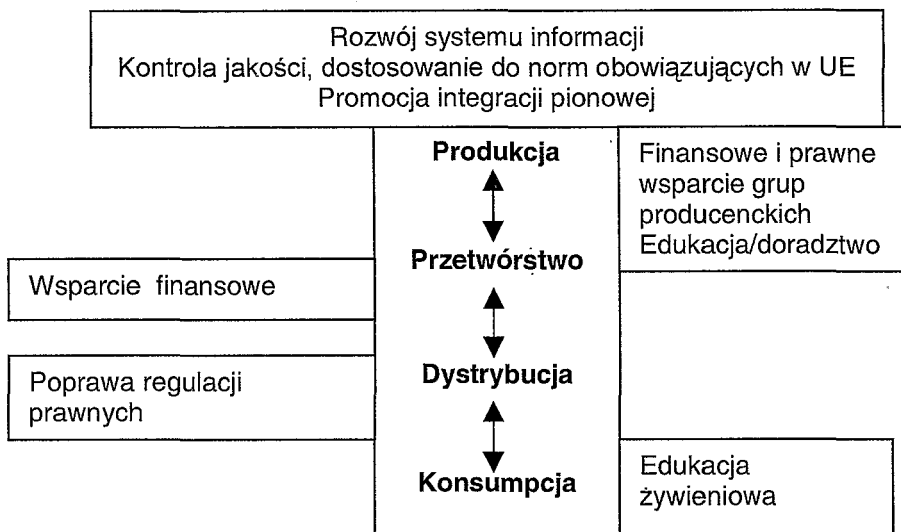 Rozwój systemu informacji
Kontrola jakości, dostosowanie do norm obowiązujących w UE
Promocja integracji pionowej
Produkcja
Finansowe i prawne
wsparcie grup
producenckich
Edukacja/doradztwo
Przetwórstwo
Wsparcie finansowe
Dystrybucja
Poprawa regulacji
prawnych
Konsumpcja
Edukacja
żywieniowa